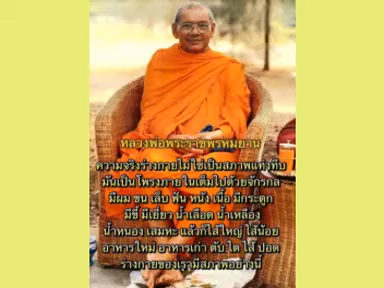 หลวงพ่อพระราชพรหมยาน
ความจริงร่างกายไม่ใช่เป็นสภาพแท่งทึบ
มันเป็นโพรงภายในเต็มไปด้วยจักรกล
มีผม ขน เล็บ ฟัน หนัง เนื้อ มีกระดูก
มีขี้ มีเยี่ยว น้ำเลือด น้ำเหลือง
น้ำหนอง เสมหะ แล้วก็ไส้ใหญ่ ไส้น้อย
อาหารใหม่ อาหารเก่า ตับ ไต ไส้ ปอด
ร่างกายของเรามีสภาพอย่างนี้